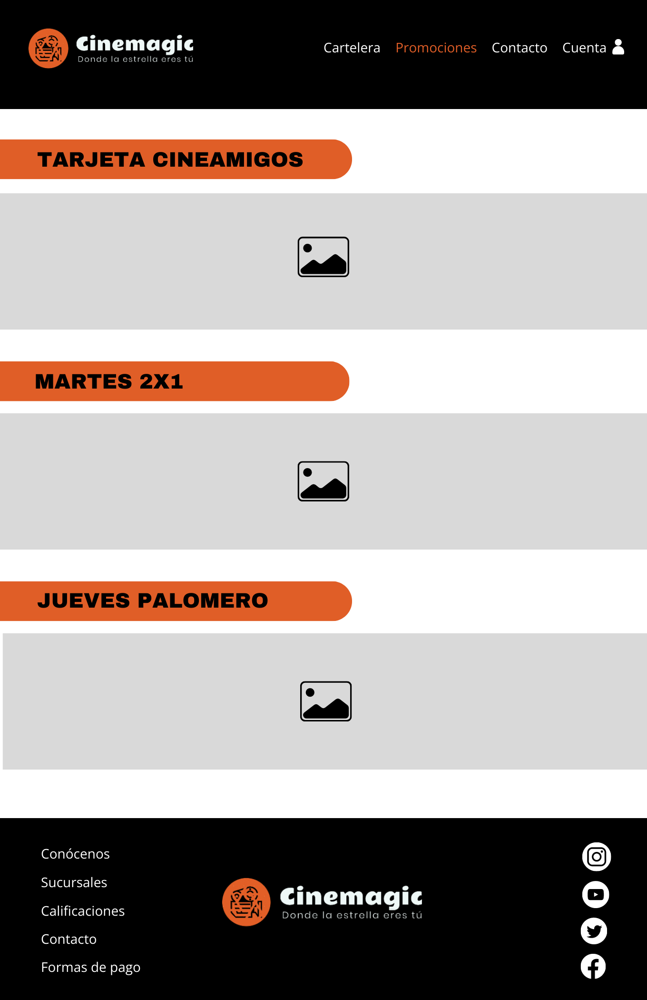 Cinemagic
Donde la estrella eres tú
Cartelera Promociones Contacto Cuenta
TARJETA CINEAMIGOS
MARTES 2X1
JUEVES PALOMERO
Conócenos
Sucursales
Calificaciones
Contacto
Formas de pago
Cinemagic
Donde la estrella eres tú